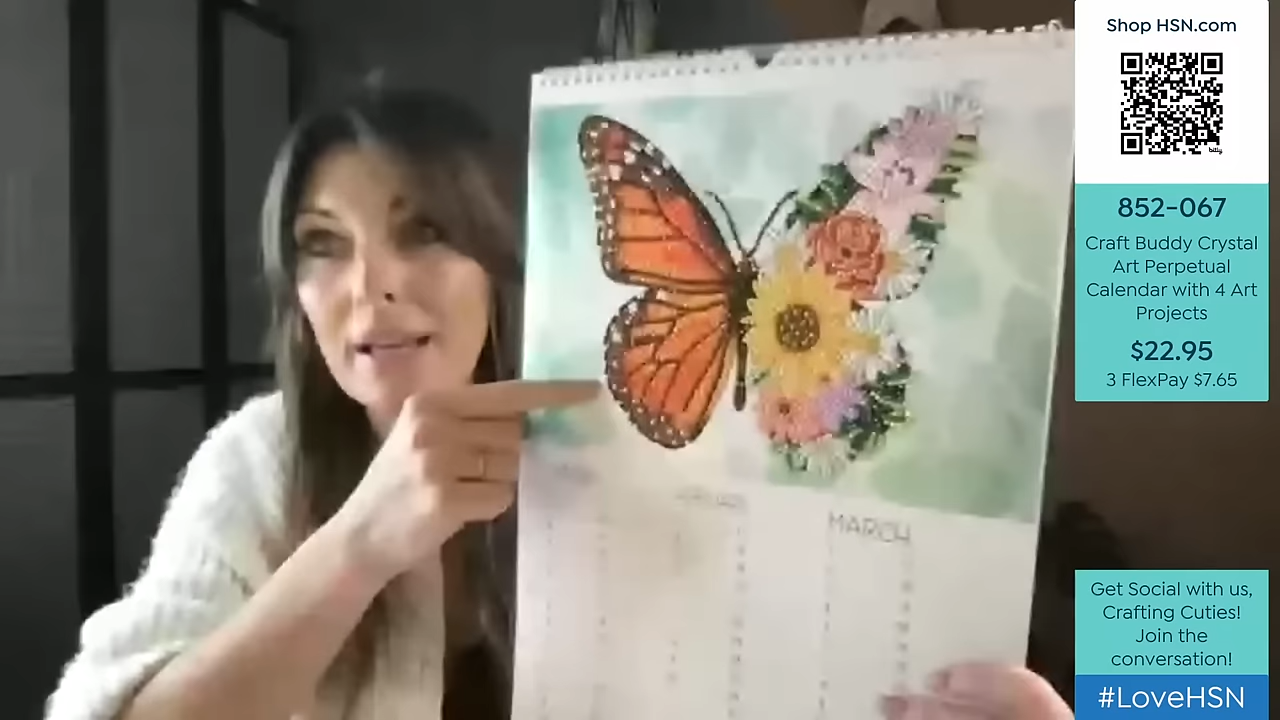 Shop HSN.com
bitly
852-067
Craft Buddy Crystal
Art Perpetual
Calendar with 4 Art
Projects
$22.95
3 FlexPay $7.65
MARCH
Get Social with us,
Crafting Cuties!
Join the
conversation!
#LoveHSN